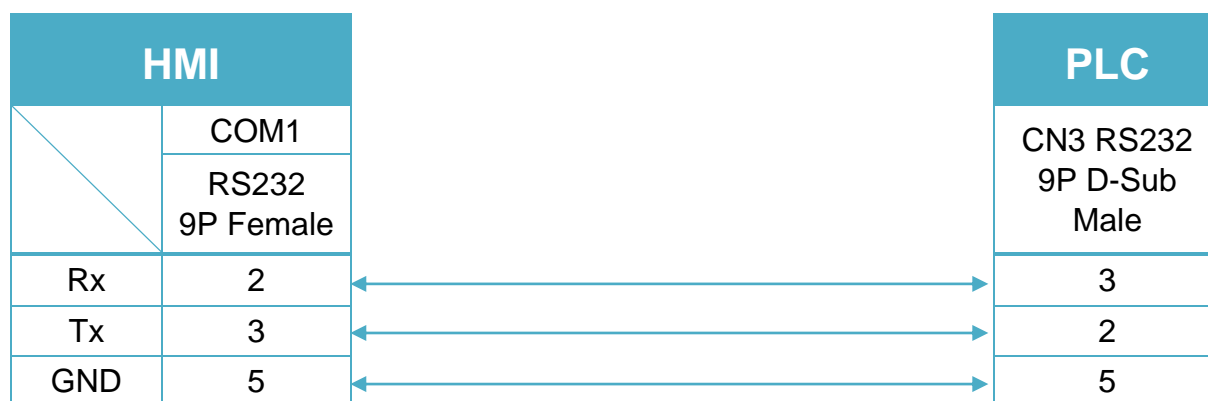 HMI
PLC
COM1
RS232
9P Female
CN3 RS232
9P D-Sub
Male
Rx 2 3
Tx 3 2
GND 5 5